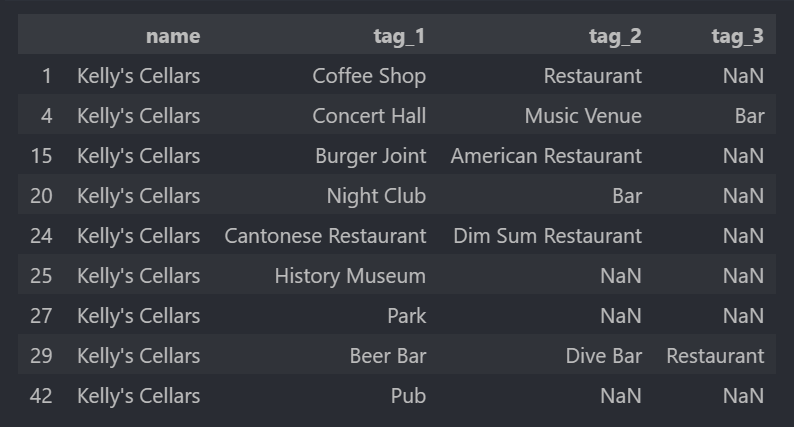 name tag_1 tag_2 tag_3
1 Kelly's Cellars Coffee Shop Restaurant NaN
4 Kelly's Cellars Concert Hall Music Venue Bar
15 Kelly's Cellars Burger Joint American Restaurant NaN
20 Kelly's Cellars Night Club Bar NaN
24 Kelly's Cellars Cantonese Restaurant Dim Sum Restaurant NaN
25 Kelly's Cellars History Museum NaN NaN
27 Kelly's Cellars Park NaN NaN
29 Kelly's Cellars Beer Bar Dive Bar Restaurant
42 Kelly's Cellars Pub NaN NaN